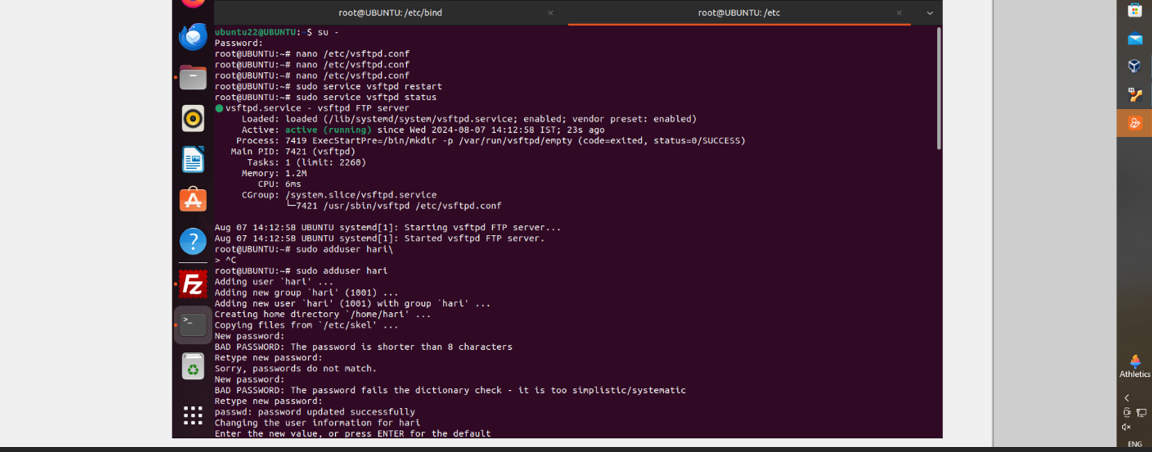 root@UBUNTU: /etc/bind
root@UBUNTU: /etc
ubuntu22@UBUNTU:~$ su -
Password:
root@UBUNTU:~# nano /etc/vsftpd.conf
root@UBUNTU:~# nano /etc/vsftpd.conf
root@UBUNTU:~# nano /etc/vsftpd.conf
root@UBUNTU:~# sudo service vsftpd restart
root@UBUNTU:~# sudo service vsftpd status
vsftpd.service - vsftpd FTP server
Loaded: loaded (/lib/systemd/system/vsftpd.service; enabled; vendor preset: enabled)
Active: active (running) since Wed 2024-08-07 14:12:58 IST; 23s ago
Process: 7419 ExecStartPre=/bin/mkdir -p /var/run/vsftpd/empty (code=exited, status=0/SUCCESS)
Main PID: 7421 (vsftpd)
Tasks: 1 (limit: 2260)
Memory: 1.2M
CPU: 6ms
CGroup: /system.slice/vsftpd.service
└─7421 /usr/sbin/vsftpd /etc/vsftpd.conf
Aug 07 14:12:58 UBUNTU systemd[1]: Starting vsftpd FTP server...
Aug 07 14:12:58 UBUNTU systemd[1]: Started vsftpd FTP server.
root@UBUNTU:~# sudo adduser hari\
> ^C
root@UBUNTU:~# sudo adduser hari
Adding user `hari' ...
Adding new group `hari' (1001) ...
Adding new user `hari' (1001) with group `hari' ...
Creating home directory `/home/hari' ...
Copying files from `/etc/skel' ...
New password:
BAD PASSWORD: The password is shorter than 8 characters
Retype new password:
Sorry, passwords do not match.
New password:
BAD PASSWORD: The password fails the dictionary check - it is too simplistic/systematic
Retype new password:
passwd: password updated successfully
Changing the user information for hari
Enter the new value, or press ENTER for the default
Fz
Athletics
ENG